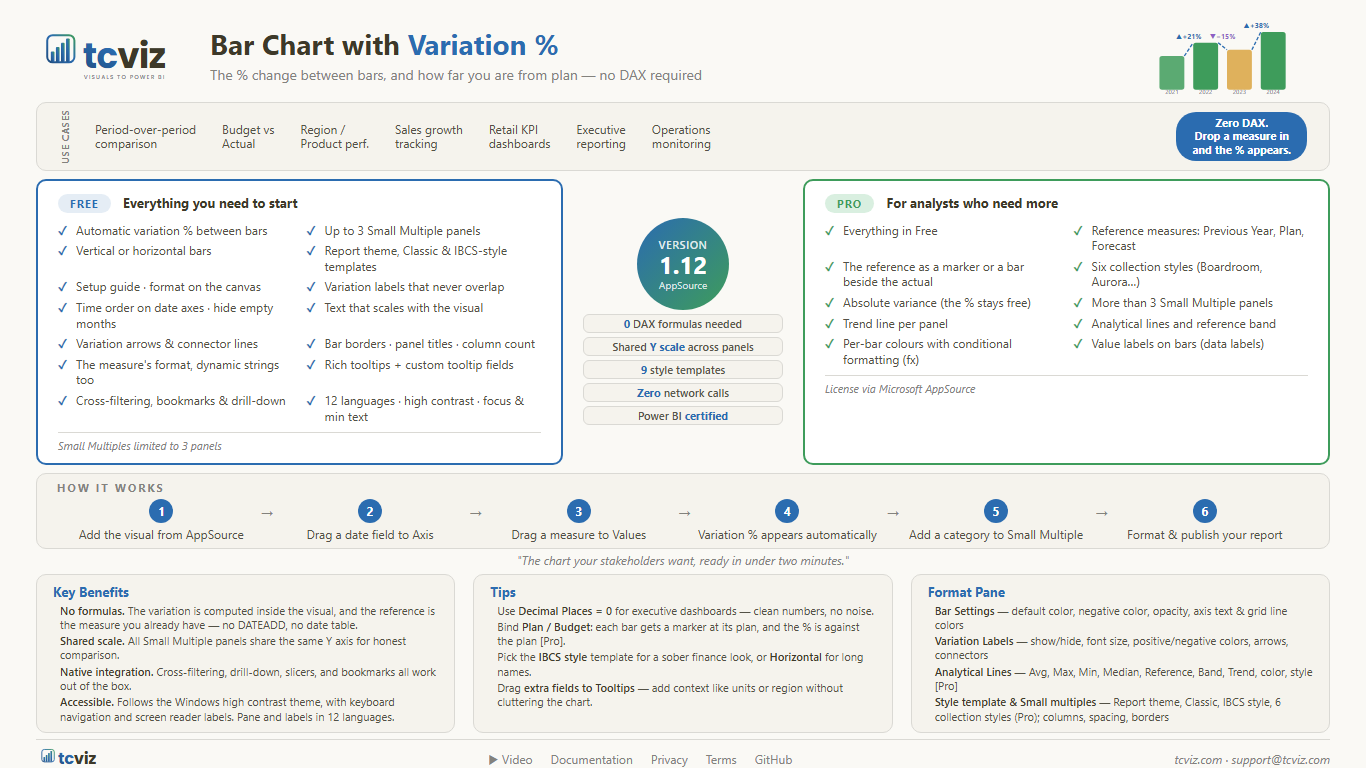 tcviz
VISUALS TO POWER BI
Bar Chart with Variation %
The % change between bars, and how far you are from plan — no DAX required
▲+21%
▼−15%
▲+38%
2021
2022
2023
2024
USE CASES
Period-over-period
comparison
Budget vs
Actual
Region /
Product perf.
Sales growth
tracking
Retail KPI
dashboards
Executive
reporting
Operations
monitoring
Zero DAX.
Drop a measure in
and the % appears.
FREE
Everything you need to start
✓ Automatic variation % between bars
✓ Up to 3 Small Multiple panels
✓ Vertical or horizontal bars
✓ Report theme, Classic & IBCS-style
templates
✓ Setup guide · format on the canvas
✓ Variation labels that never overlap
✓ Time order on date axes · hide empty
months
✓ Text that scales with the visual
✓ Variation arrows & connector lines
✓ Bar borders · panel titles · column count
✓ The measure's format, dynamic strings
too
✓ Rich tooltips + custom tooltip fields
✓ Cross-filtering, bookmarks & drill-down
✓ 12 languages · high contrast · focus &
min text
Small Multiples limited to 3 panels
VERSION
1.12
AppSource
0 DAX formulas needed
Shared Y scale across panels
9 style templates
Zero network calls
Power BI certified
PRO
For analysts who need more
✓ Everything in Free
✓ Reference measures: Previous Year, Plan,
Forecast
✓ The reference as a marker or a bar
beside the actual
✓ Six collection styles (Boardroom,
Aurora...)
✓ Absolute variance (the % stays free)
✓ More than 3 Small Multiple panels
✓ Trend line per panel
✓ Analytical lines and reference band
✓ Per-bar colours with conditional
formatting (fx)
✓ Value labels on bars (data labels)
License via Microsoft AppSource
HOW IT WORKS
1 → 2 → 3 → 4 → 5 → 6
Add the visual from AppSource
Drag a date field to Axis
Drag a measure to Values
Variation % appears automatically
Add a category to Small Multiple
Format & publish your report
"The chart your stakeholders want, ready in under two minutes."
Key Benefits
No formulas. The variation is computed inside the visual, and the reference is
the measure you already have — no DATEADD, no date table.
Shared scale. All Small Multiple panels share the same Y axis for honest
comparison.
Native integration. Cross-filtering, drill-down, slicers, and bookmarks all work
out of the box.
Accessible. Follows the Windows high contrast theme, with keyboard
navigation and screen reader labels. Pane and labels in 12 languages.
Tips
Use Decimal Places = 0 for executive dashboards — clean numbers, no noise.
Bind Plan / Budget: each bar gets a marker at its plan, and the % is against
the plan [Pro].
Pick the IBCS style template for a sober finance look, or Horizontal for long
names.
Drag extra fields to Tooltips — add context like units or region without
cluttering the chart.
Format Pane
Bar Settings — default color, negative color, opacity, axis text & grid line
colors
Variation Labels — show/hide, font size, positive/negative colors, arrows,
connectors
Analytical Lines — Avg, Max, Min, Median, Reference, Band, Trend, color, style
[Pro]
Style template & Small multiples — Report theme, Classic, IBCS style, 6
collection styles (Pro); columns, spacing, borders
tcviz
▶ Video
Documentation
Privacy
Terms
GitHub
tcviz.com · support@tcviz.com